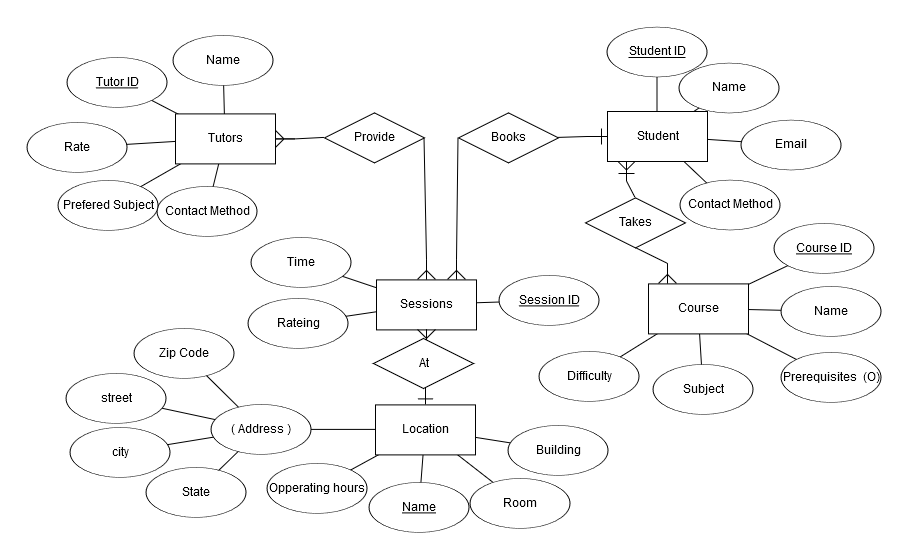 Student ID
Name
Tutor ID
Name
Tutors
Provide
Books
Student
Email
Rate
Prefered Subject
Contact Method
Contact Method
Takes
Course ID
Time
Sessions
Session ID
Course
Name
Rateing
Zip Code
At
Difficulty
Subject
Prerequisites (O)
street
( Address )
Location
city
Building
State
Opperating hours
Name
Room